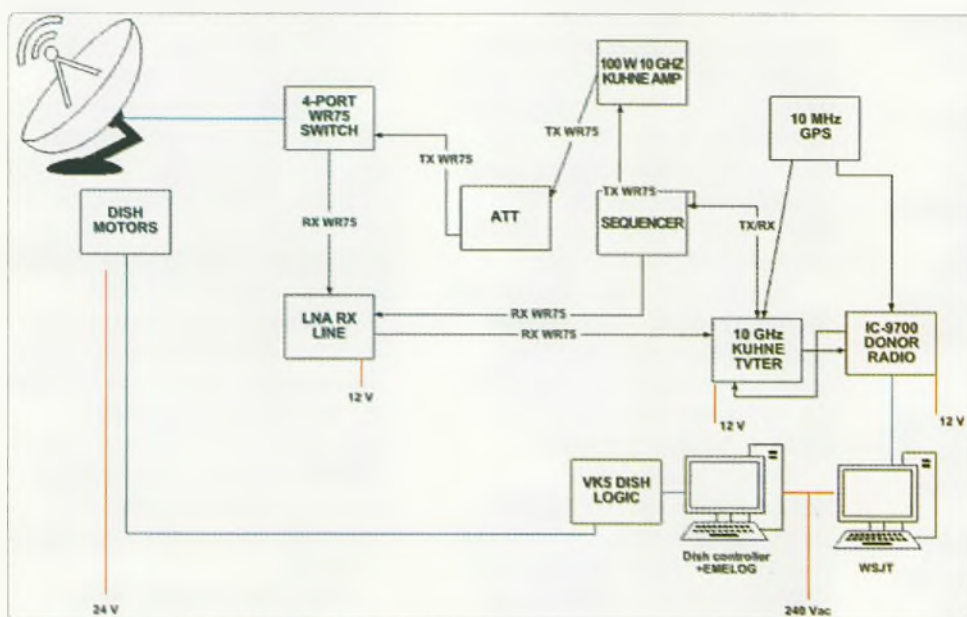 4-PORT
WR75
SWITCH
100 W 10 GHZ
KUHNE AMP
10 MHz
GPS
TX WR75
TX WR75
TX WR75
ATT
SEQUENCER
TX/RX
DISH
MOTORS
RX WR75
LNA RX
LINE
RX WR75
RX WR75
10 GHz
KUHNE
TVTER
IC-9700
DONOR
RADIO
12 V
12 V
12 V
VK5 DISH
LOGIC
Dish controller
+EMELOG
WSJT
24 V
240 Vac